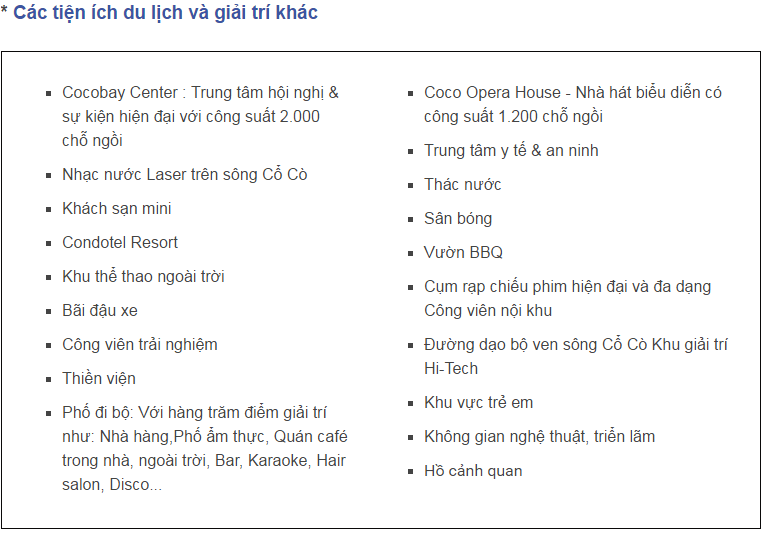 * Các tiện ích du lịch và giải trí khác
Cocobay Center : Trung tâm hội nghị &
sự kiện hiện đại với công suất 2.000
chỗ ngồi
Nhạc nước Laser trên sông Cổ Cò
Khách sạn mini
Condotel Resort
Khu thể thao ngoài trời
Bãi đậu xe
Công viên trải nghiệm
Thiền viện
Phố đi bộ: Với hàng trăm điểm giải trí
như: Nhà hàng,Phố ẩm thực, Quán café
trong nhà, ngoài trời, Bar, Karaoke, Hair
salon, Disco...
Coco Opera House - Nhà hát biểu diễn có
công suất 1.200 chỗ ngồi
Trung tâm y tế & an ninh
Thác nước
Sân bóng
Vườn BBQ
Cụm rạp chiếu phim hiện đại và đa dạng
Công viên nội khu
Đường dạo bộ ven sông Cổ Cò Khu giải trí
Hi-Tech
Khu vực trẻ em
Không gian nghệ thuật, triển lãm
Hồ cảnh quan